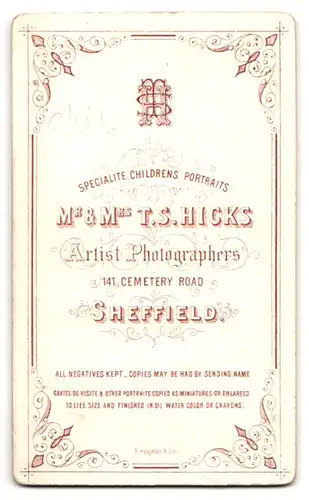 SPECIALITE CHILDRENS PORTRAITS
MR & MRS T.S. HICKS
Artist Photographers
141, CEMETERY ROAD
SHEFFIELD.
ALL NEGATIVES KEPT _ COPIES MAY BE HAD BY SENDING NAME
CARTES DE VISITE & OTHER PORTRAITS COPIED AS MINIATURES OR ENLARGED
TO LIFE SIZE AND FINISHED IN OIL WATER COLOR OR CRAYONS.